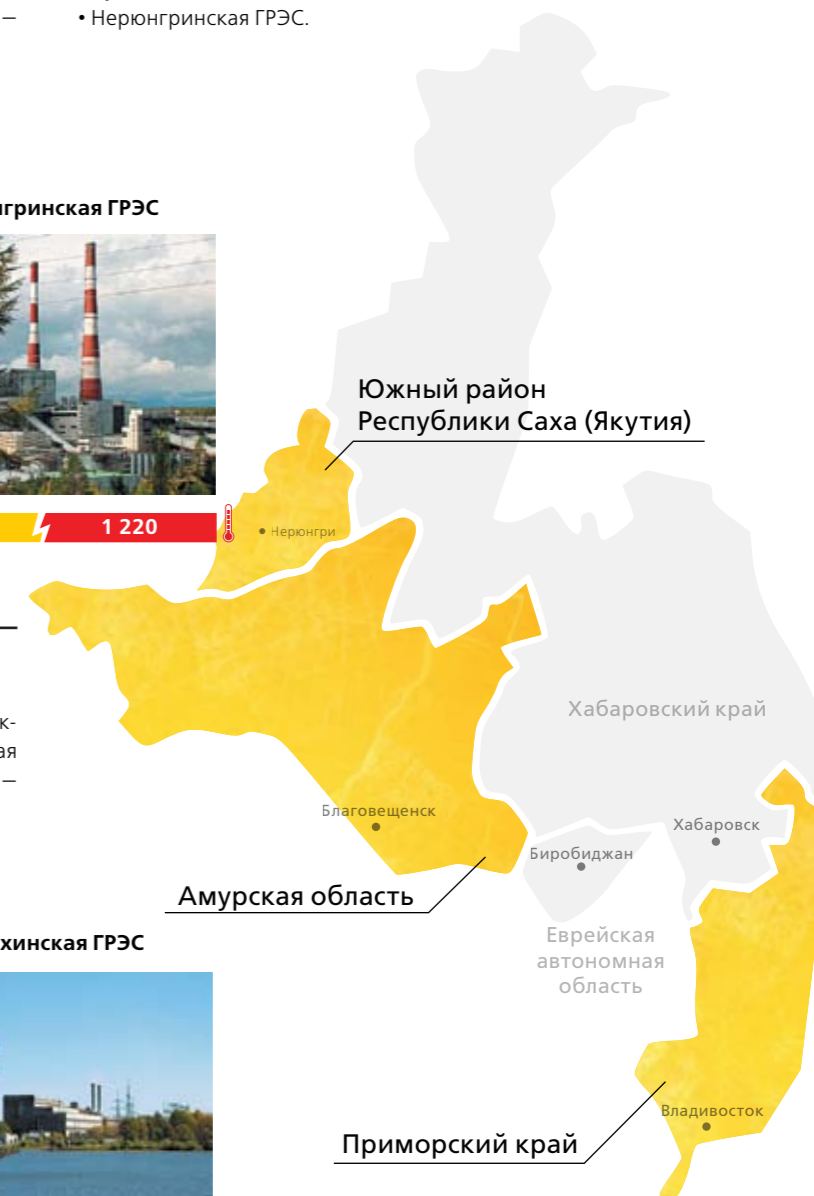 –
• Нерюнгринская ГРЭС.
нгринская ГРЭС
Южный район
Республики Саха (Якутия)
1 220
Нерюнгри
к-
ая
–
Хабаровский край
Благовещенск
Хабаровск
Биробиджан
Амурская область
хинская ГРЭС
Еврейская
автономная
область
Владивосток
Приморский край